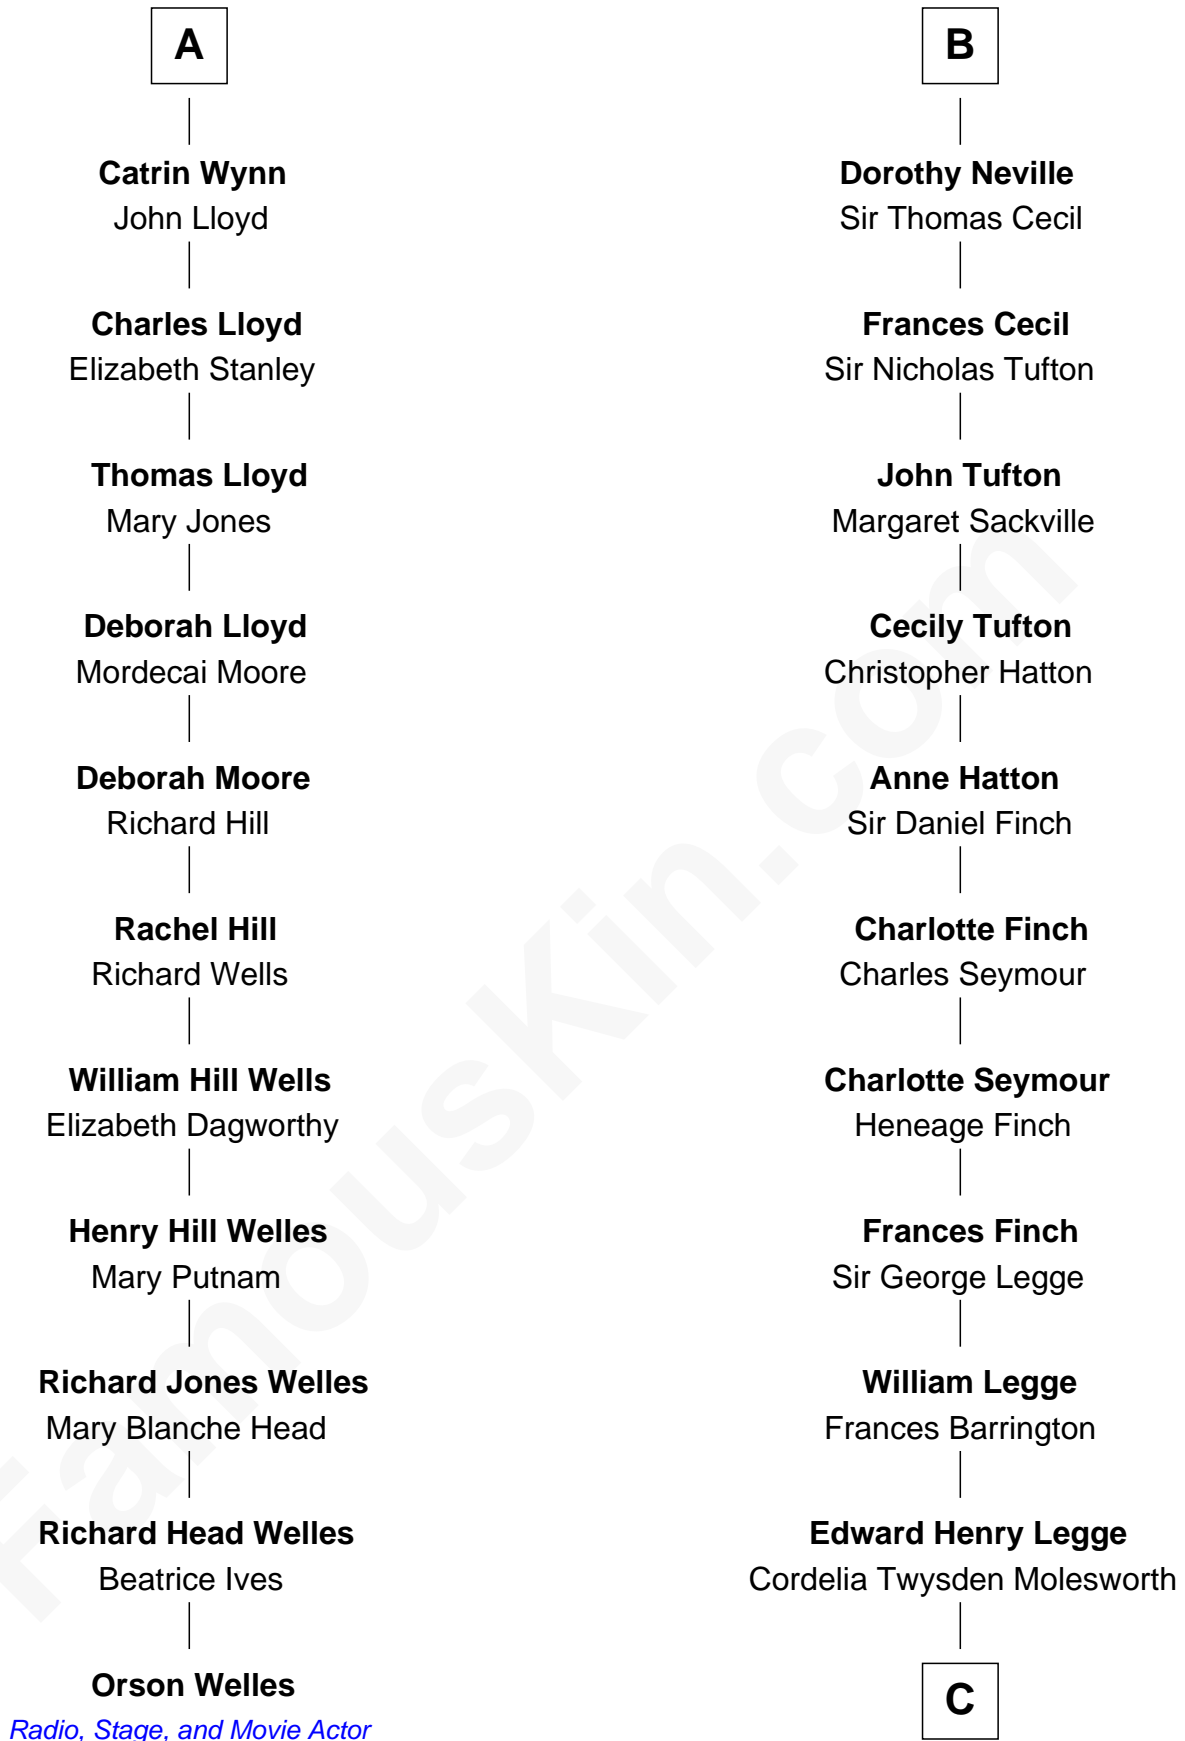 A
Catrin Wynn
John Lloyd
Charles Lloyd
Elizabeth Stanley
Thomas Lloyd
Mary Jones
Deborah Lloyd
Mordecai Moore
Deborah Moore
Richard Hill
Rachel Hill
Richard Wells
William Hill Wells
Elizabeth Dagworthy
Henry Hill Welles
Mary Putnam
Richard Jones Welles
Mary Blanche Head
Richard Head Welles
Beatrice Ives
Orson Welles
Radio, Stage, and Movie Actor
B
Dorothy Neville
Sir Thomas Cecil
Frances Cecil
Sir Nicholas Tufton
John Tufton
Margaret Sackville
Cecily Tufton
Christopher Hatton
Anne Hatton
Sir Daniel Finch
Charlotte Finch
Charles Seymour
Charlotte Seymour
Heneage Finch
Frances Finch
Sir George Legge
William Legge
Frances Barrington
Edward Henry Legge
Cordelia Twysden Molesworth
C
FamousKin.com